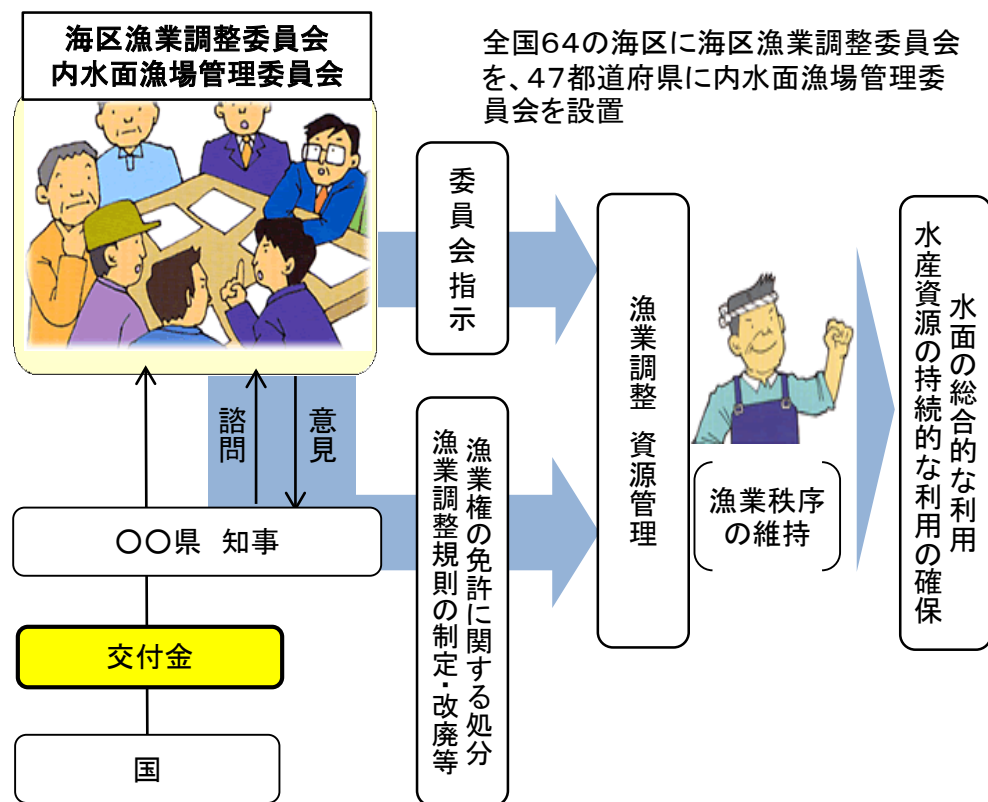 海区漁業調整委員会
内水面漁場管理委員会
全国64の海区に海区漁業調整委員会
を、47都道府県に内水面漁場管理委
員会を設置
委員会指示
諮問
意見
〇〇県 知事
交付金
国
漁業権の免許に関する処分
漁業調整規則の制定・改廃等
漁業調整 資源管理
漁業秩序
の維持
水面の総合的な利用
水産資源の持続的な利用の確保